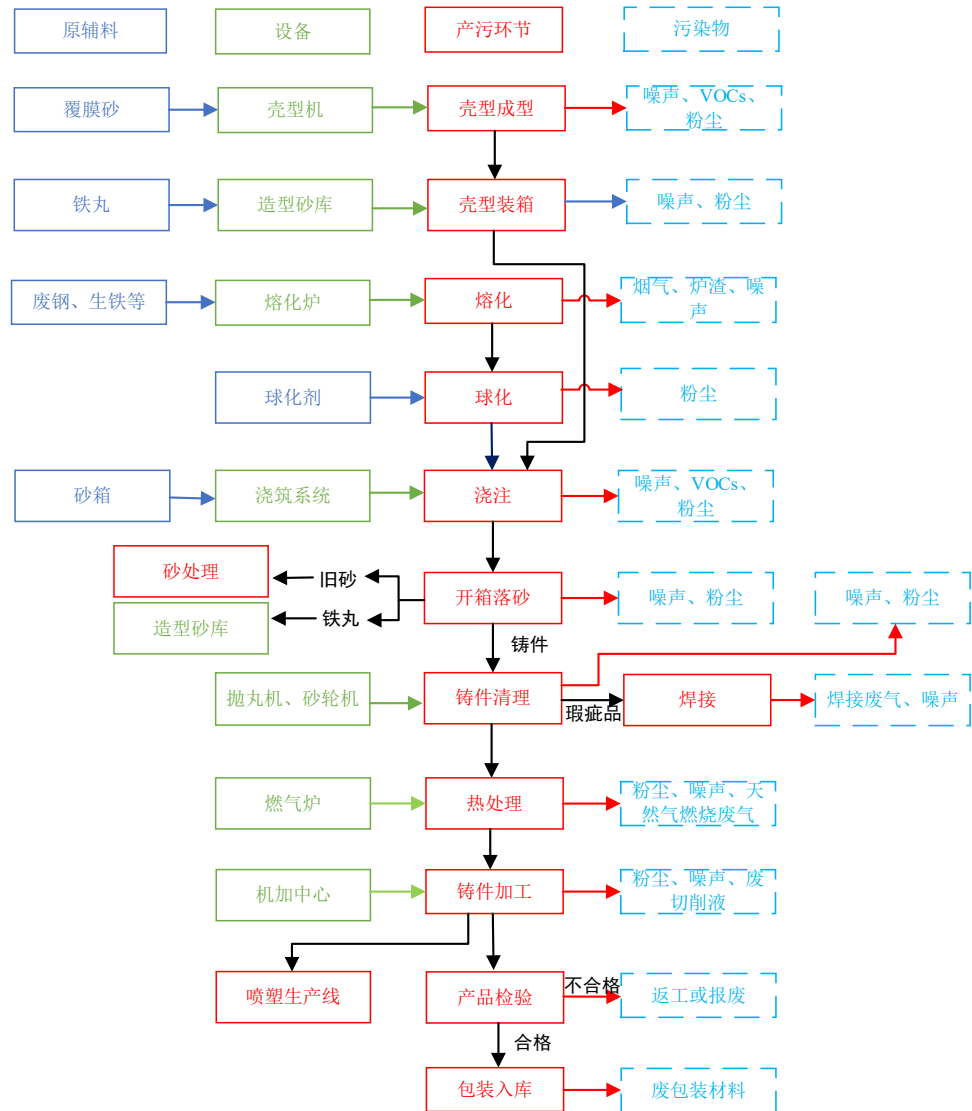 原辅料
设备
产污环节
污染物
覆膜砂
壳型机
壳型成型
噪声、VOCs、
粉尘
铁丸
造型砂库
壳型装箱
噪声、粉尘
废钢、生铁等
熔化炉
熔化
烟气、炉渣、噪
声
球化剂
球化
粉尘
砂箱
浇筑系统
浇注
噪声、VOCs、
粉尘
砂处理
旧砂
造型砂库
铁丸
开箱落砂
噪声、粉尘
噪声、粉尘
铸件
抛丸机、砂轮机
铸件清理
瑕疵品
焊接
焊接废气、噪声
燃气炉
热处理
粉尘、噪声、天
然气燃烧废气
机加中心
铸件加工
粉尘、噪声、废
切削液
喷塑生产线
产品检验
不合格
返工或报废
合格
包装入库
废包装材料